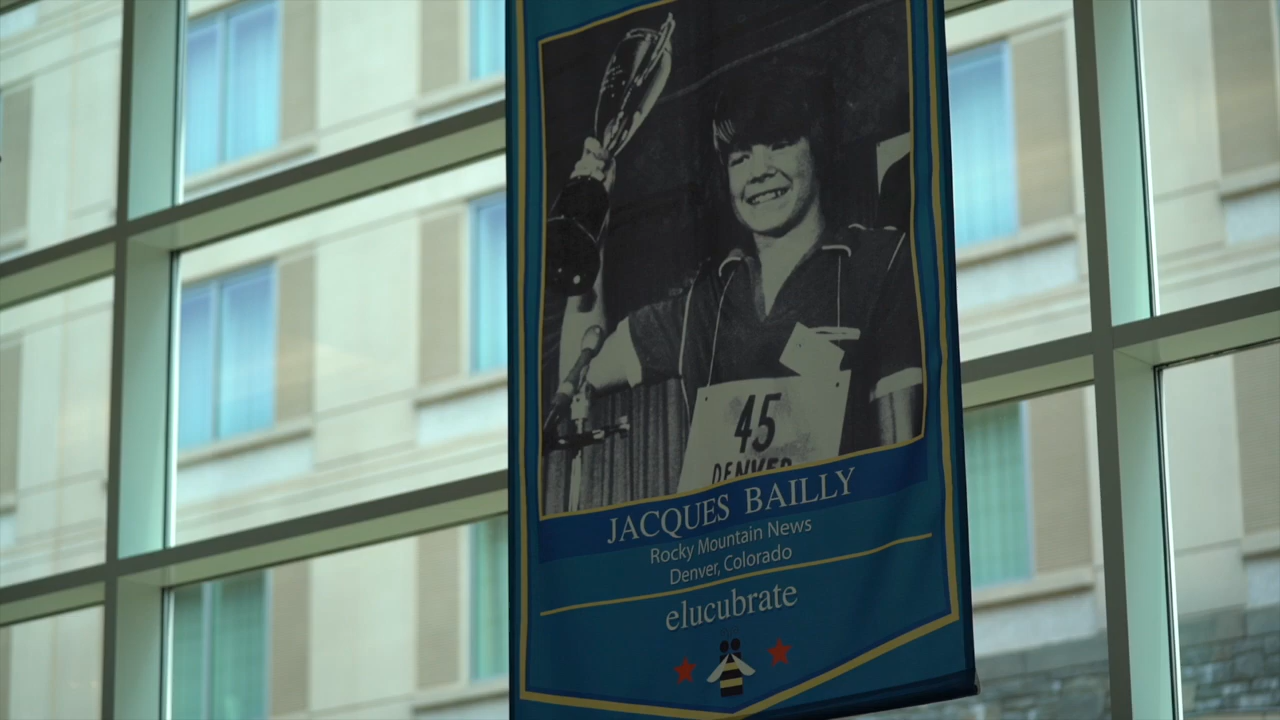 45
DENVER
JACQUES BAILLY
Rocky Mountain News
Denver, Colorado
elucubrate